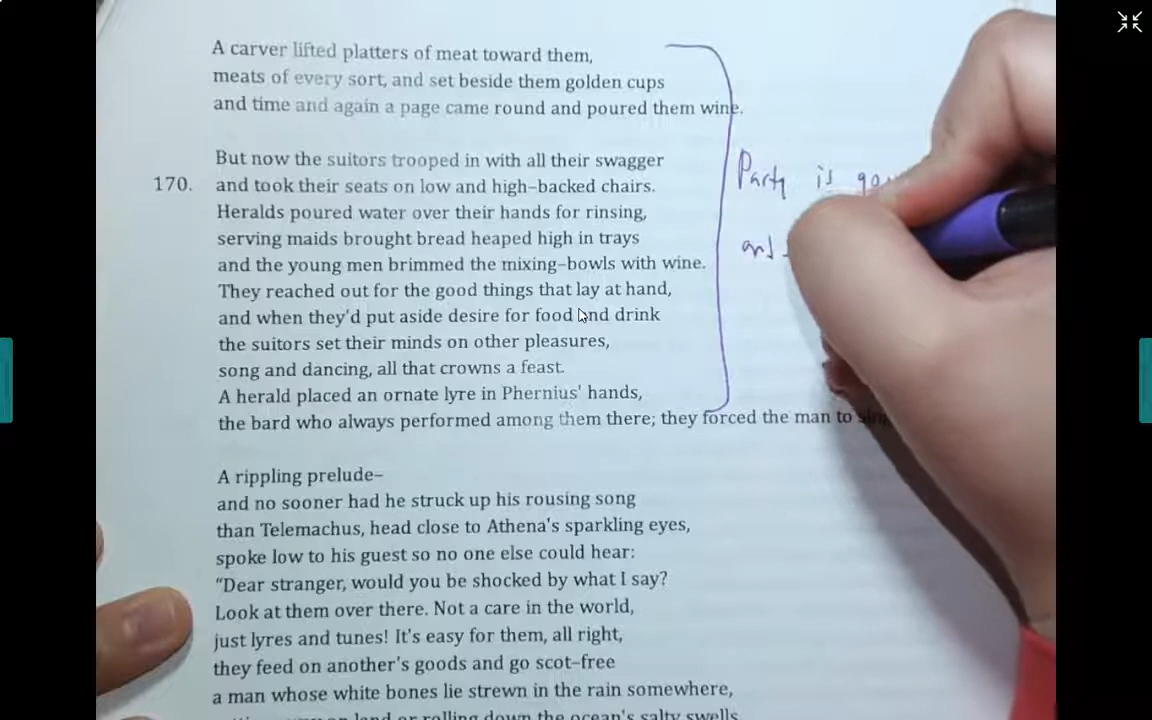 A carver lifted platters of meat toward them,
meats of every sort, and set beside them golden cups
and time and again a page came round and poured them wine.
But now the suitors trooped in with all their swagger
170. and took their seats on low and high-backed chairs.
Heralds poured water over their hands for rinsing,
serving maids brought bread heaped high in trays
and the young men brimmed the mixing-bowls with wine.
They reached out for the good things that lay at hand,
and when they'd put aside desire for food and drink
the suitors set their minds on other pleasures,
song and dancing, all that crowns a feast.
A herald placed an ornate lyre in Phernius' hands,
the bard who always performed among them there; they forced the man to
Party is
and
A rippling prelude–
and no sooner had he struck up his rousing song
than Telemachus, head close to Athena's sparkling eyes,
spoke low to his guest so no one else could hear:
"Dear stranger, would you be shocked by what I say?
Look at them over there. Not a care in the world,
just lyres and tunes! It's easy for them, all right,
they feed on another's goods and go scot-free
a man whose white bones lie strewn in the rain somewhere,
land or rolling down the ocean's salty swells